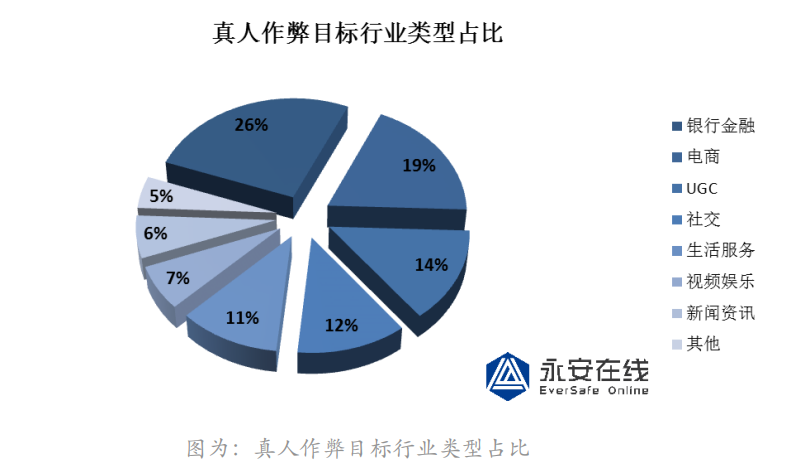 真人作弊目标行业类型占比
26%
19%
14%
12%
11%
7%
6%
5%
银行金融
电商
UGC
社交
生活服务
视频娱乐
新闻资讯
其他
永安在线
EverSafe Online
图为：真人作弊目标行业类型占比